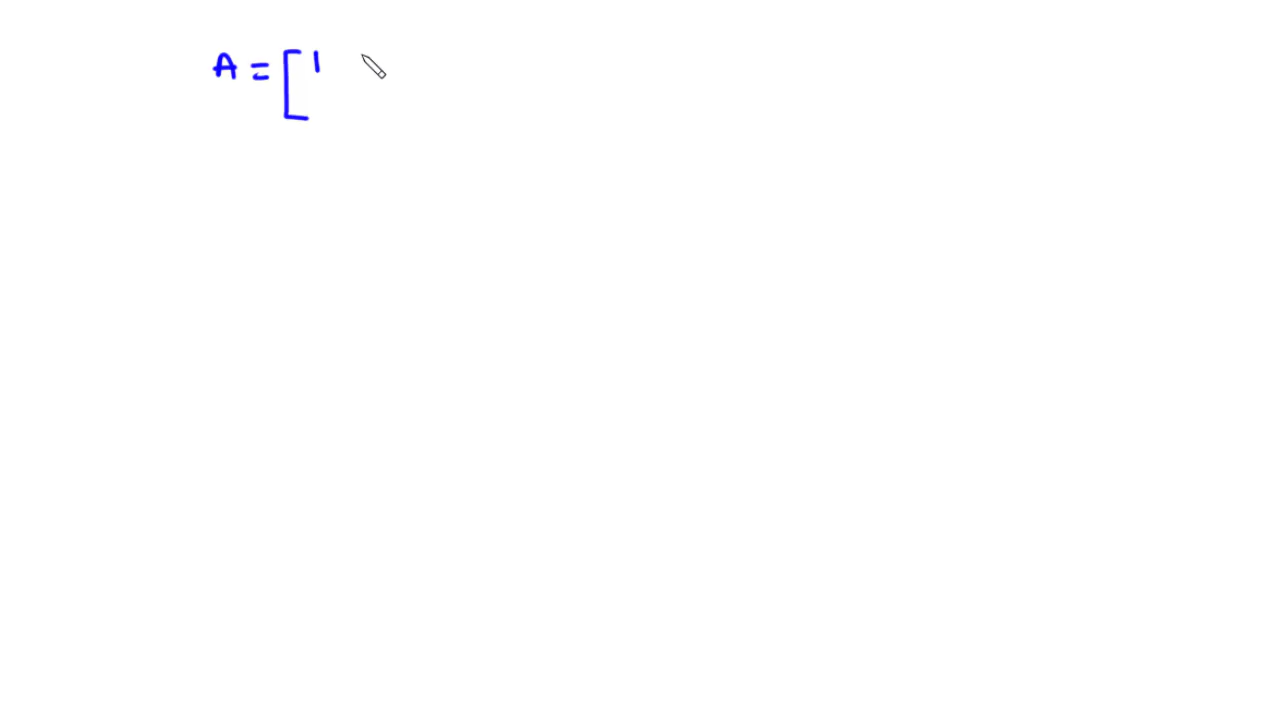 A = [ 1